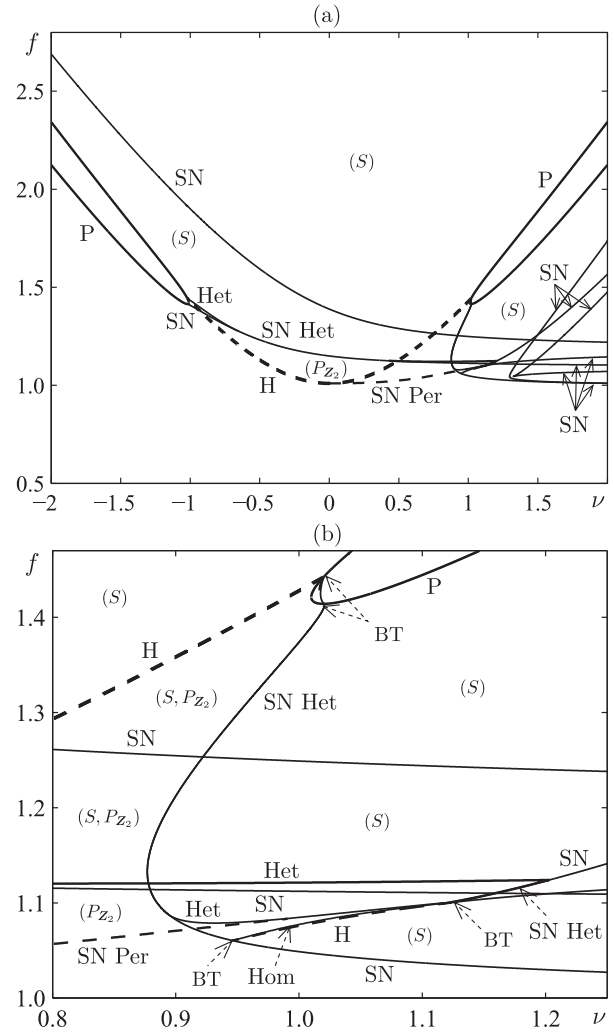 (a)
f
2.5
2.0
1.5
1.0
0.5
SN
(S)
P
(S)
P
Het
SN
SN Het
(P_{Z_2})
H
SN Per
(S)
SN
SN
−2
−1.5
−1
−0.5
0
0.5
1
1.5
ν
(b)
f
1.4
1.3
1.2
1.1
1.0
(S)
H
P
BT
(S, P_{Z_2})
SN Het
(S)
SN
(S, P_{Z_2})
(S)
Het
SN
(P_{Z_2})
Het
SN
SN Per
H
(S)
BT
SN Het
BT
Hom
SN
0.8
0.9
1.0
1.1
1.2
ν